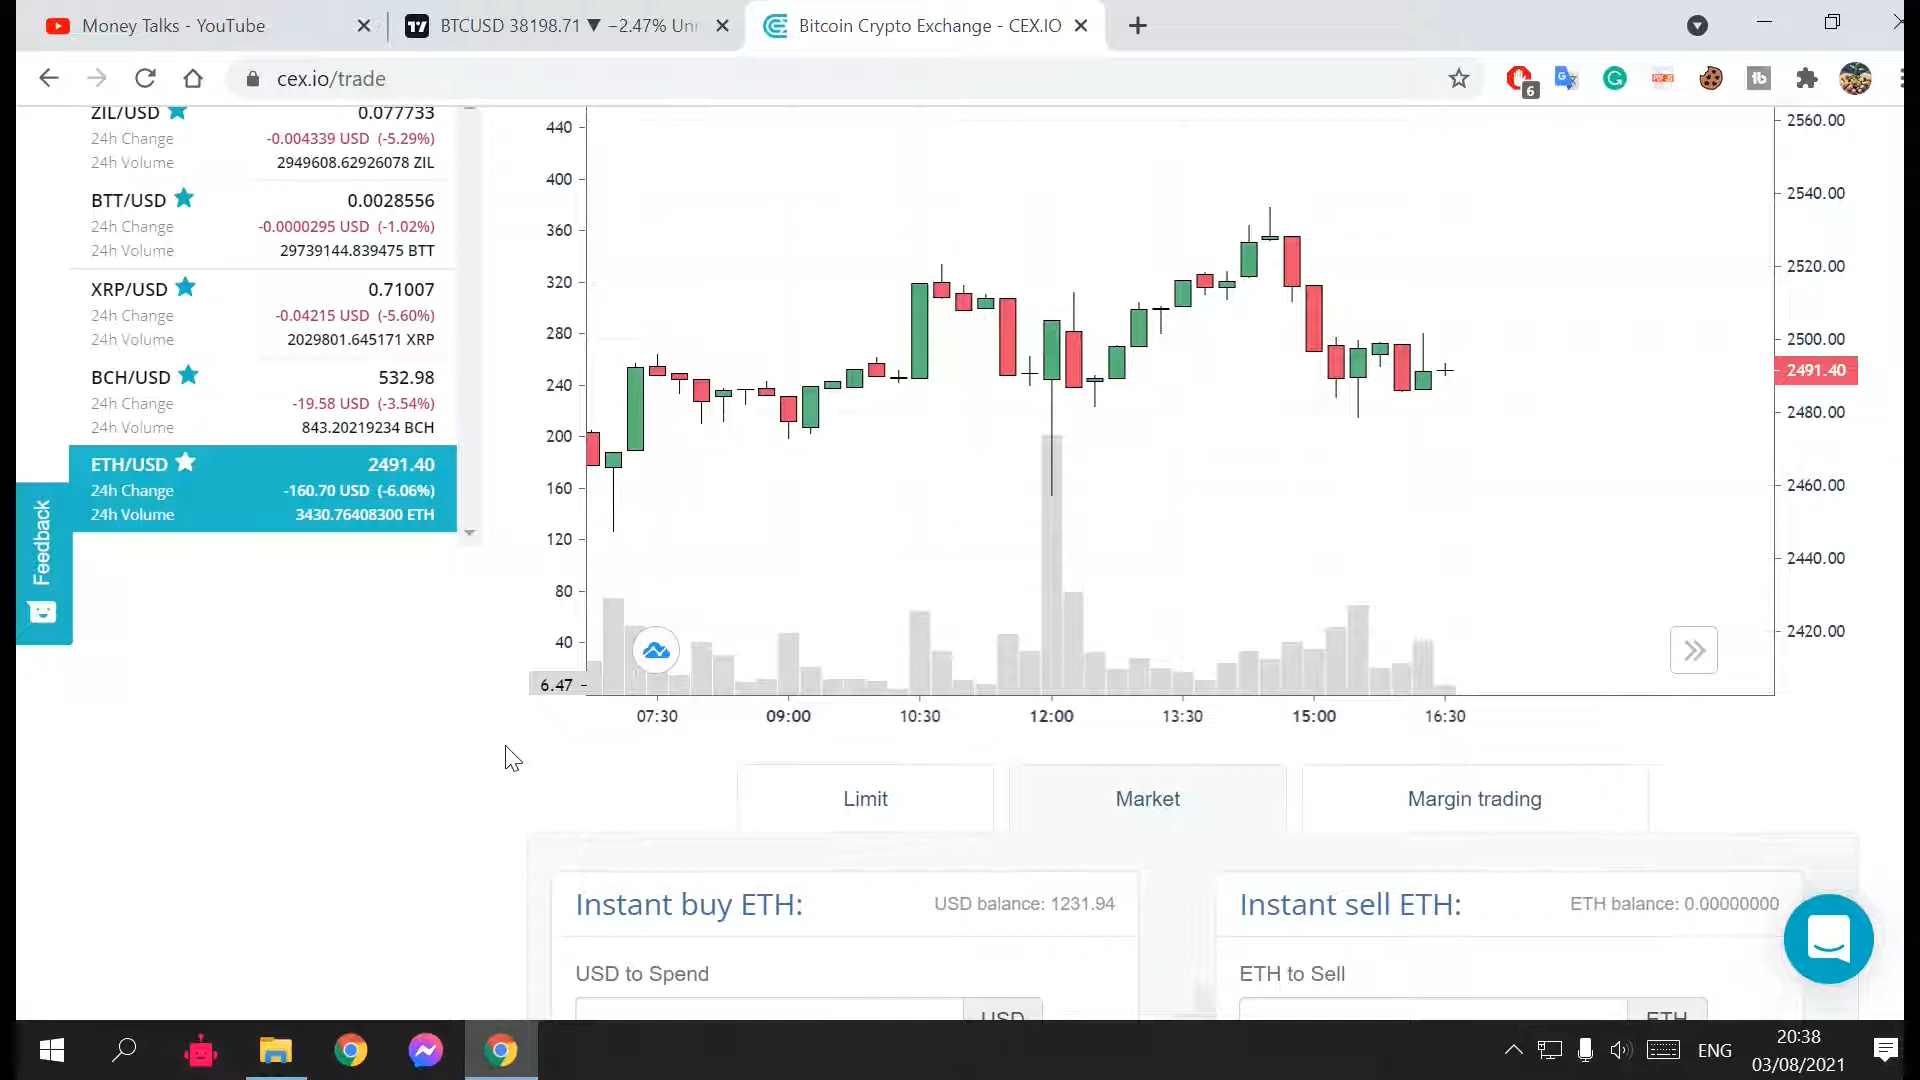 Money Talks - YouTube
BTCUSD 38198.71 ▼ −2.47% Unn
Bitcoin Crypto Exchange - CEX.IO
cex.io/trade
6
ZIL/USD 0.077733
24h Change -0.004339 USD (-5.29%)
24h Volume 2949608.62926078 ZIL
BTT/USD 0.0028556
24h Change -0.0000295 USD (-1.02%)
24h Volume 29739144.839475 BTT
XRP/USD 0.71007
24h Change -0.04215 USD (-5.60%)
24h Volume 2029801.645171 XRP
BCH/USD 532.98
24h Change -19.58 USD (-3.54%)
24h Volume 843.20219234 BCH
ETH/USD 2491.40
24h Change -160.70 USD (-6.06%)
24h Volume 3430.76408300 ETH
Feedback
440
400
360
320
280
240
200
160
120
80
40
6.47
2560.00
2540.00
2520.00
2500.00
2491.40
2480.00
2460.00
2440.00
2420.00
07:30 09:00 10:30 12:00 13:30 15:00 16:30
Limit
Market
Margin trading
Instant buy ETH: USD balance: 1231.94
USD to Spend
USD
Instant sell ETH: ETH balance: 0.00000000
ETH to Sell
ETH
ENG
20:38
03/08/2021